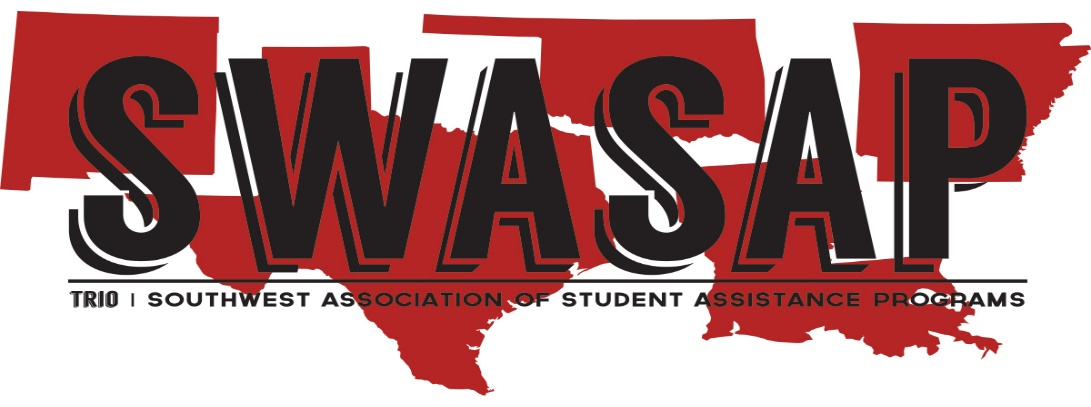 SWASAP
TRIO | SOUTHWEST ASSOCIATION OF STUDENT ASSISTANCE PROGRAMS